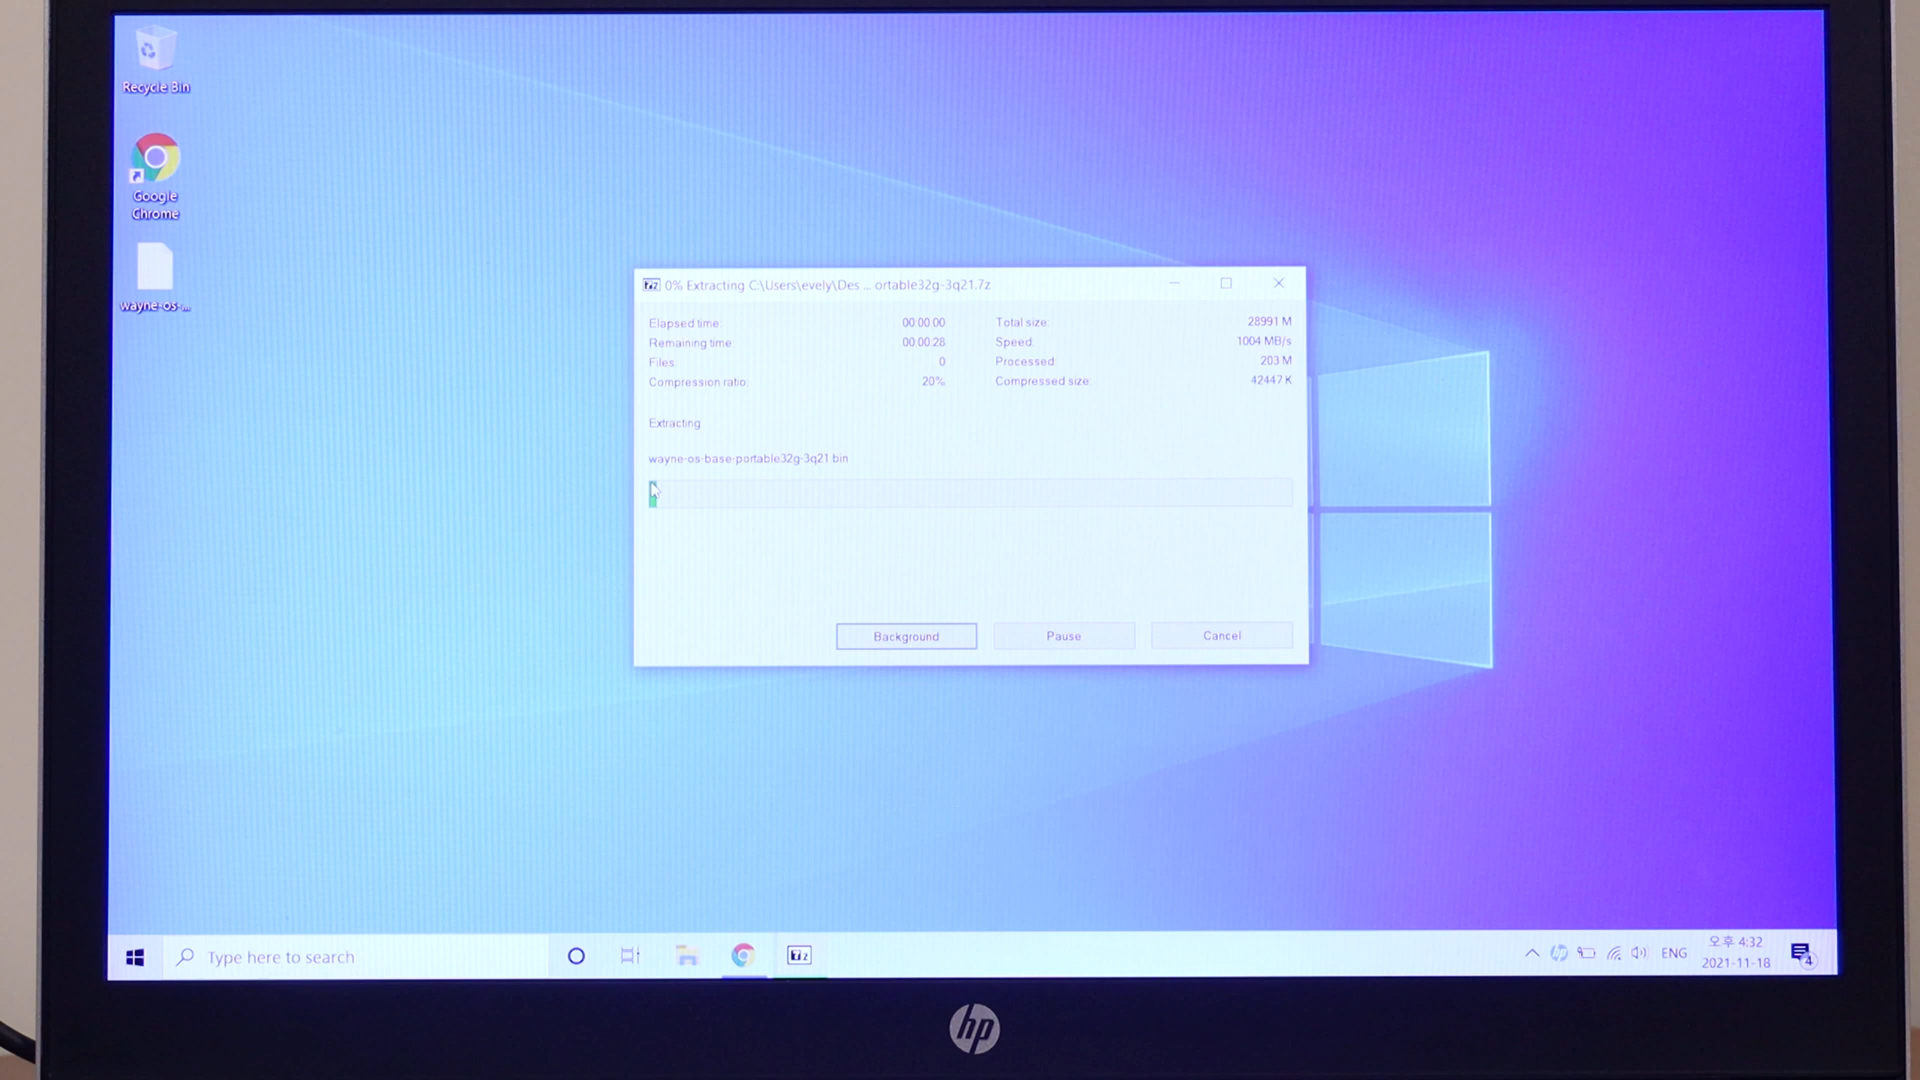 Recycle Bin
Google
Chrome
wayne-os-...
0% Extracting C:\Users\evely\Des ... ortable32g-3q21.7z
Elapsed time: 00:00:00
Remaining time: 00:00:28
Files: 0
Compression ratio: 20%
Total size: 28991 M
Speed: 1004 MB/s
Processed: 203 M
Compressed size: 42447 K
Extracting
wayne-os-base-portable32g-3q21.bin
Background
Pause
Cancel
Type here to search
7z
ENG
오후 4:32
2021-11-18
4
hp